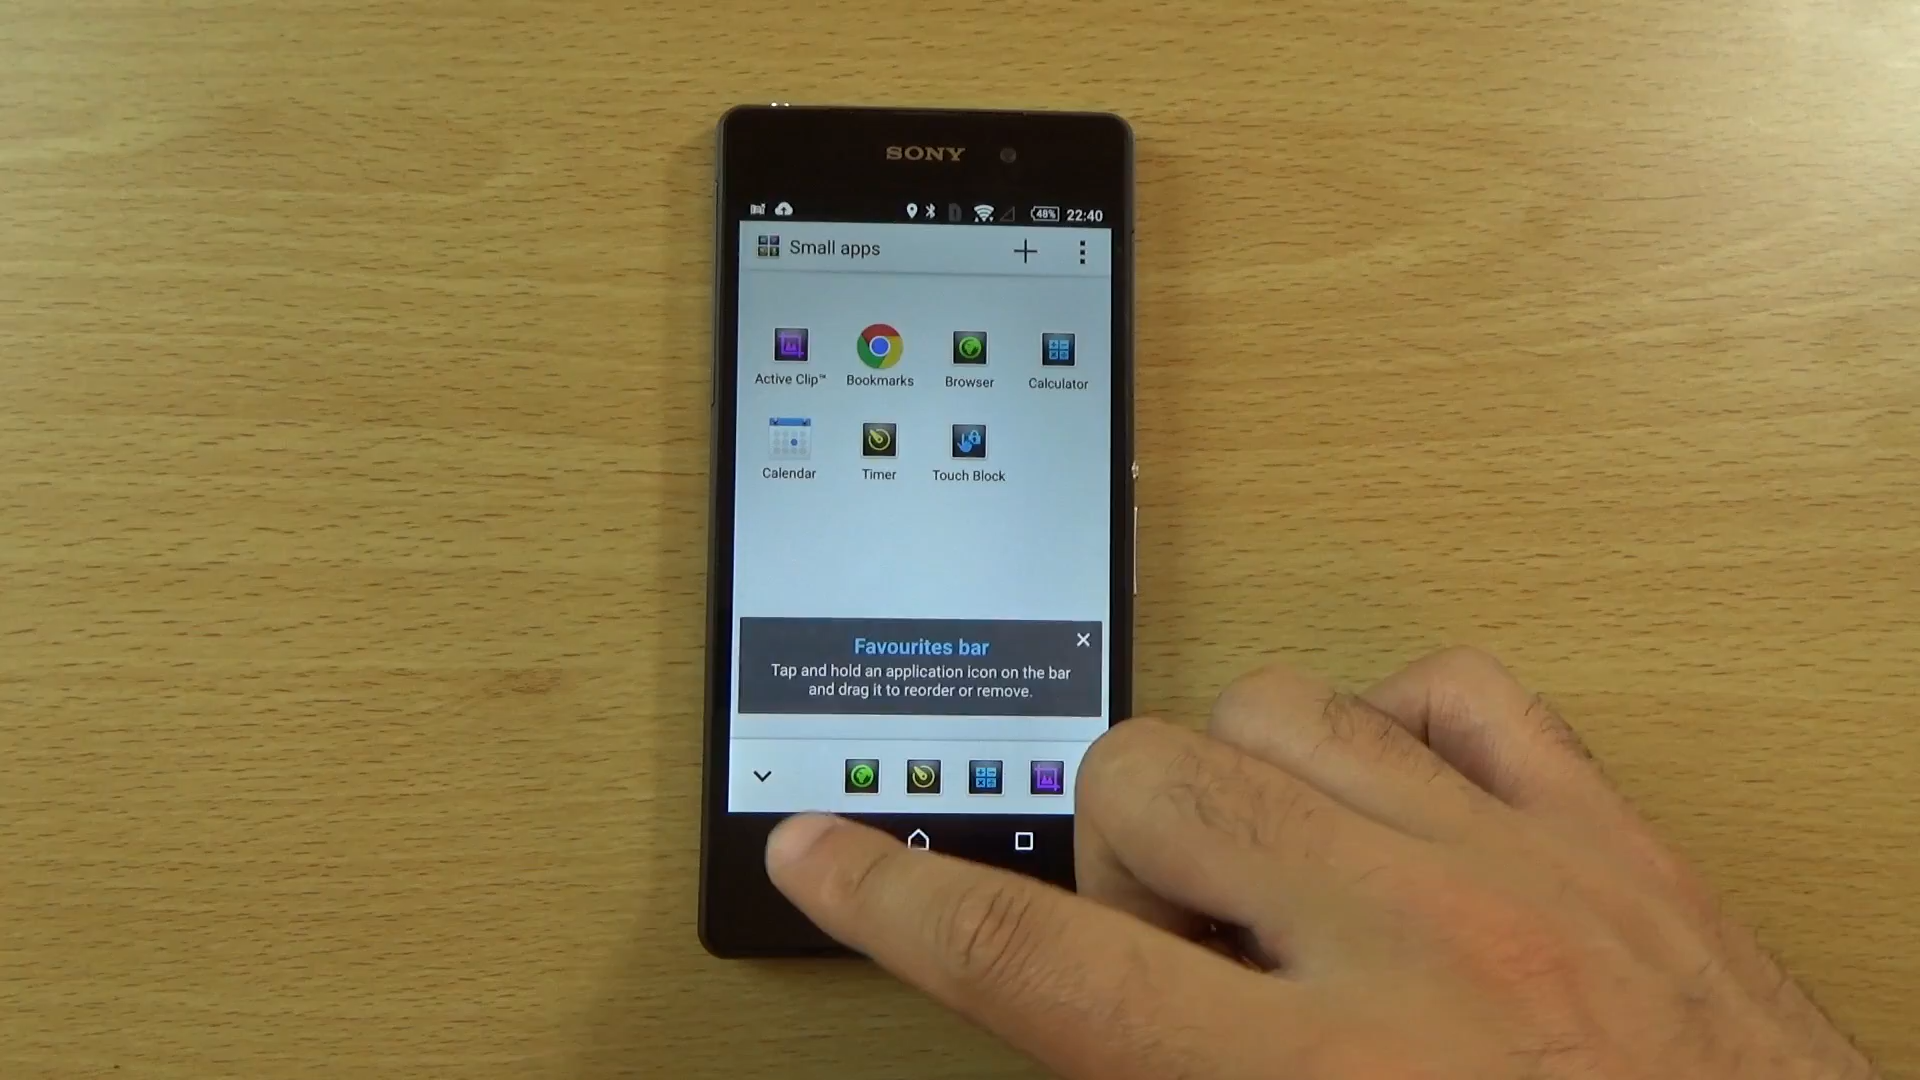 SONY
48% 22:40
Small apps
Active Clip™ Bookmarks Browser Calculator
Calendar Timer Touch Block
Favourites bar
Tap and hold an application icon on the bar
and drag it to reorder or remove.